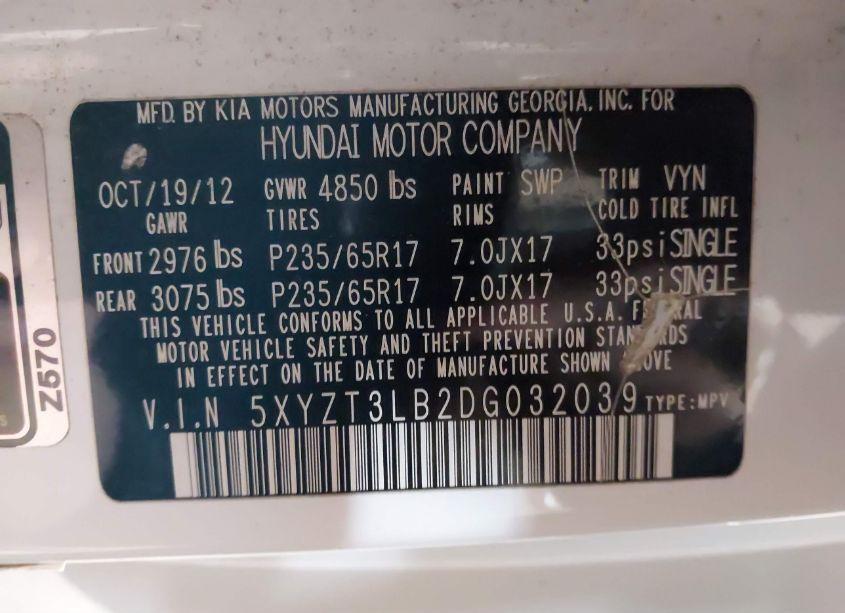 MFD. BY KIA MOTORS MANUFACTURING GEORGIA, INC. FOR
HYUNDAI MOTOR COMPANY
OCT/19/12 GVWR 4850 lbs PAINT SWP TRIM VYN
GAWR TIRES RIMS COLD TIRE INFL
FRONT 2976 lbs P235/65R17 7.0JX17 33psi SINGLE
REAR 3075 lbs P235/65R17 7.0JX17 33psi SINGLE
THIS VEHICLE CONFORMS TO ALL APPLICABLE U.S.A.
MOTOR VEHICLE SAFETY AND THEFT PREVENTION
IN EFFECT ON THE DATE OF MANUFACTURE SHOWN
V.I.N 5XYZT3LB2DG032039 TYPE:MPV
Z570